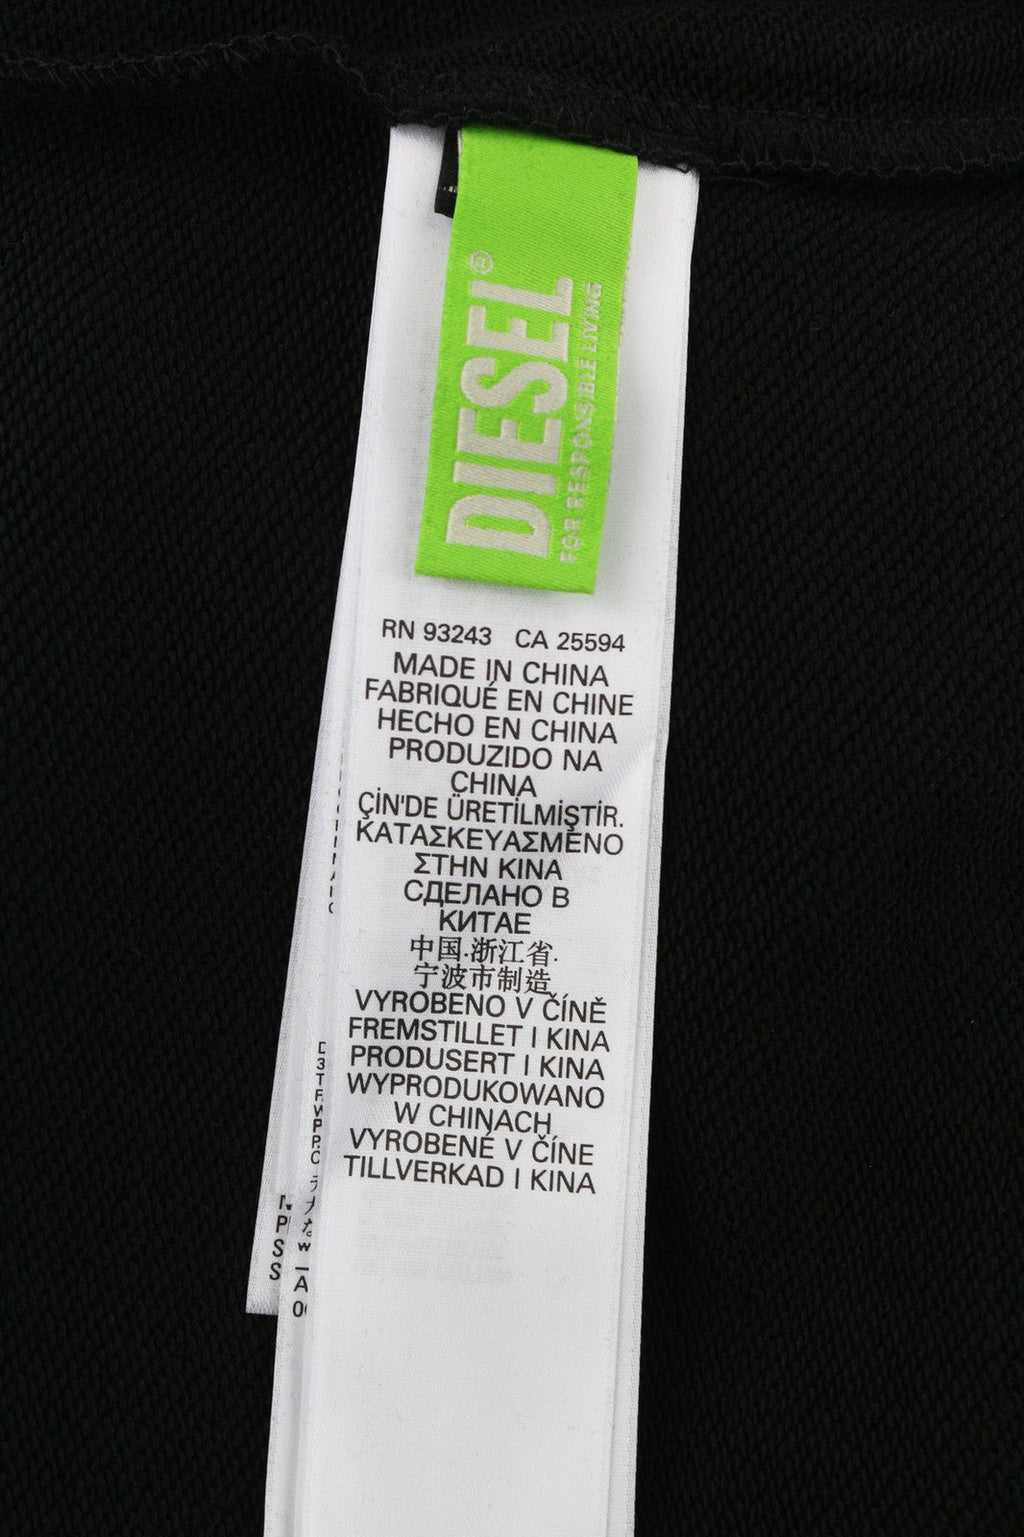 DIESEL®
FOR RESPONSIBLE LIVING
RN 93243 CA 25594
MADE IN CHINA
FABRIQUÉ EN CHINE
HECHO EN CHINA
PRODUZIDO NA
CHINA
ÇİN'DE ÜRETİLMİŞTİR.
ΚΑΤΑΣΚΕΥΑΣΜΕΝΟ
ΣΤΗΝ ΚΙΝΑ
СДЕЛАНО В
КИТАЕ
中国.浙江省.
宁波市制造
VYROBENO V ČÍNĚ
FREMSTILLET I KINA
PRODUSERT I KINA
WYPRODUKOWANO
W CHINACH
VYROBENÉ V ČÍNE
TILLVERKAD I KINA